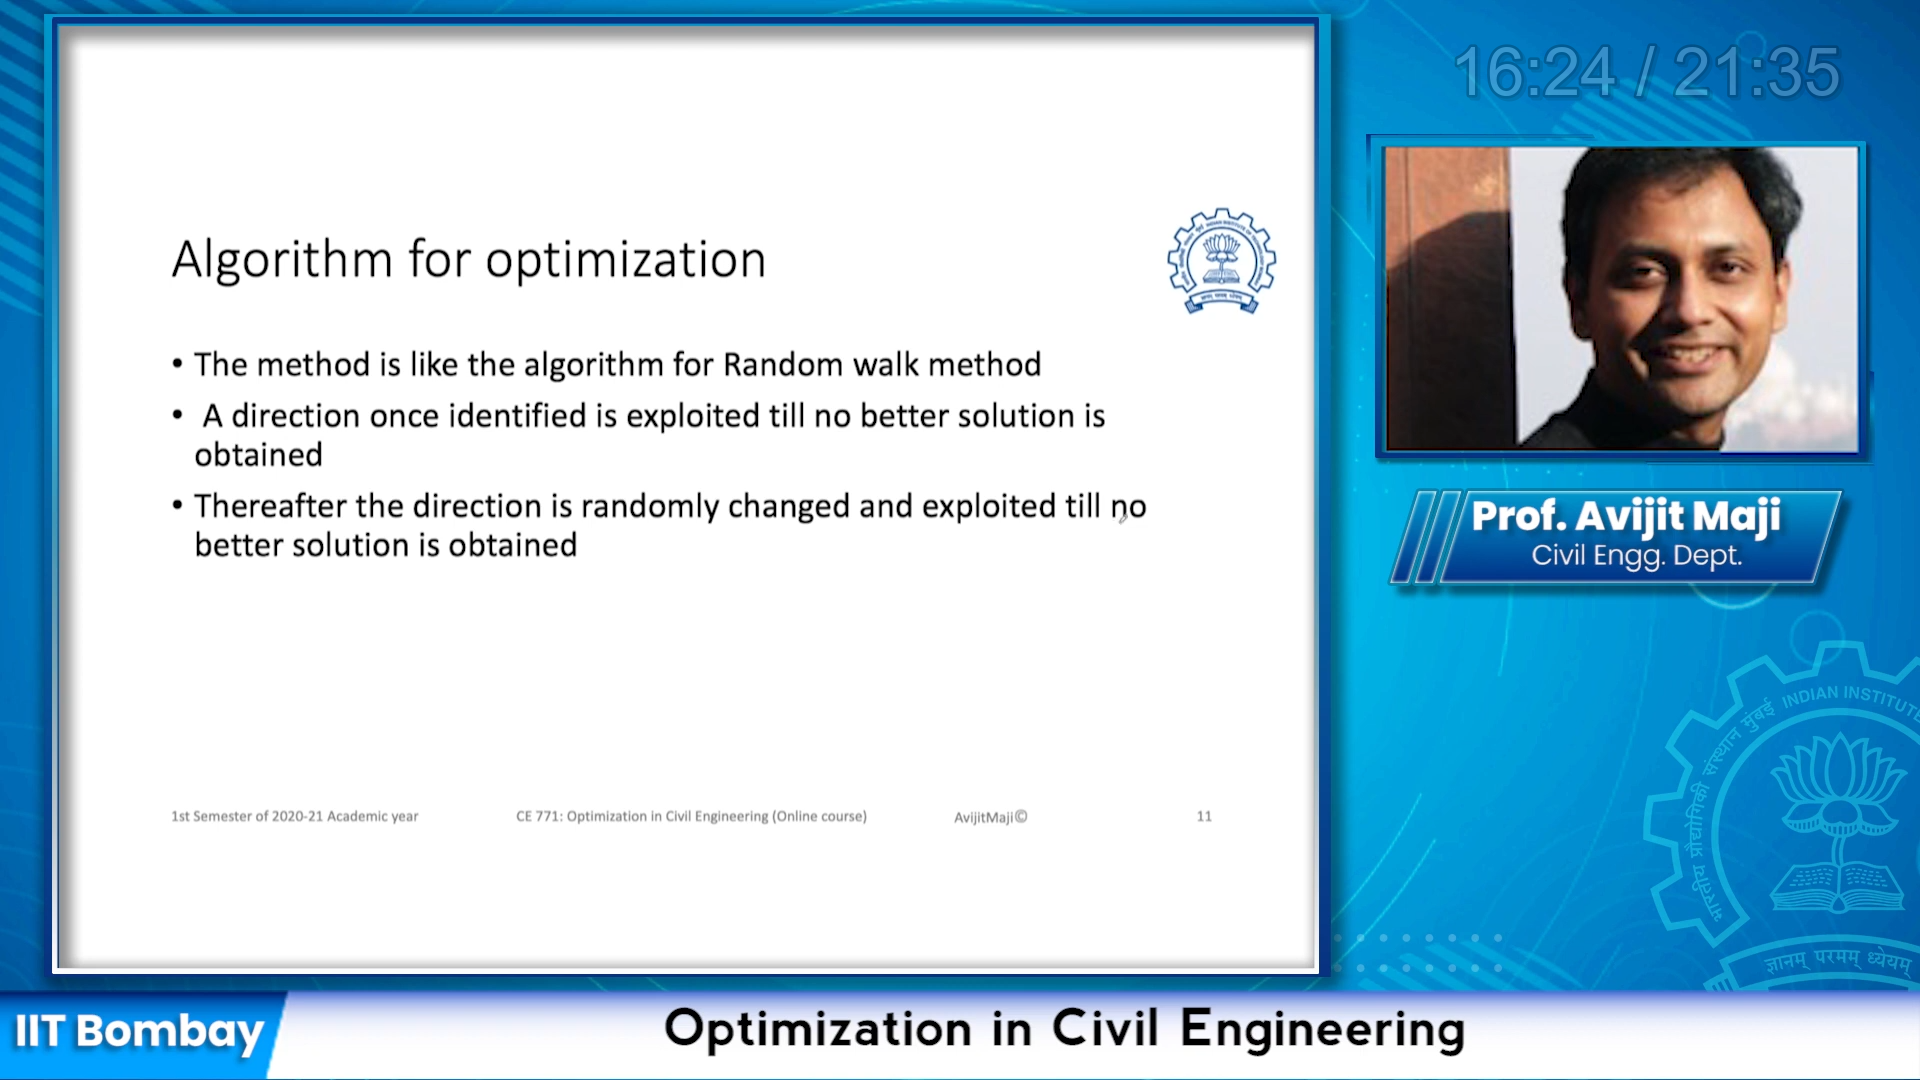 16:24 / 21:35
Algorithm for optimization
• The method is like the algorithm for Random walk method
• A direction once identified is exploited till no better solution is
obtained
• Thereafter the direction is randomly changed and exploited till no
better solution is obtained
1st Semester of 2020-21 Academic year
CE 771: Optimization in Civil Engineering (Online course)
AvijitMaji©
11
Prof. Avijit Maji
Civil Engg. Dept.
भारतीय प्रौद्योगिकी संस्थान मुंबई INDIAN INSTITUTE
ज्ञानम् परमम् ध्येयम्
IIT Bombay
Optimization in Civil Engineering